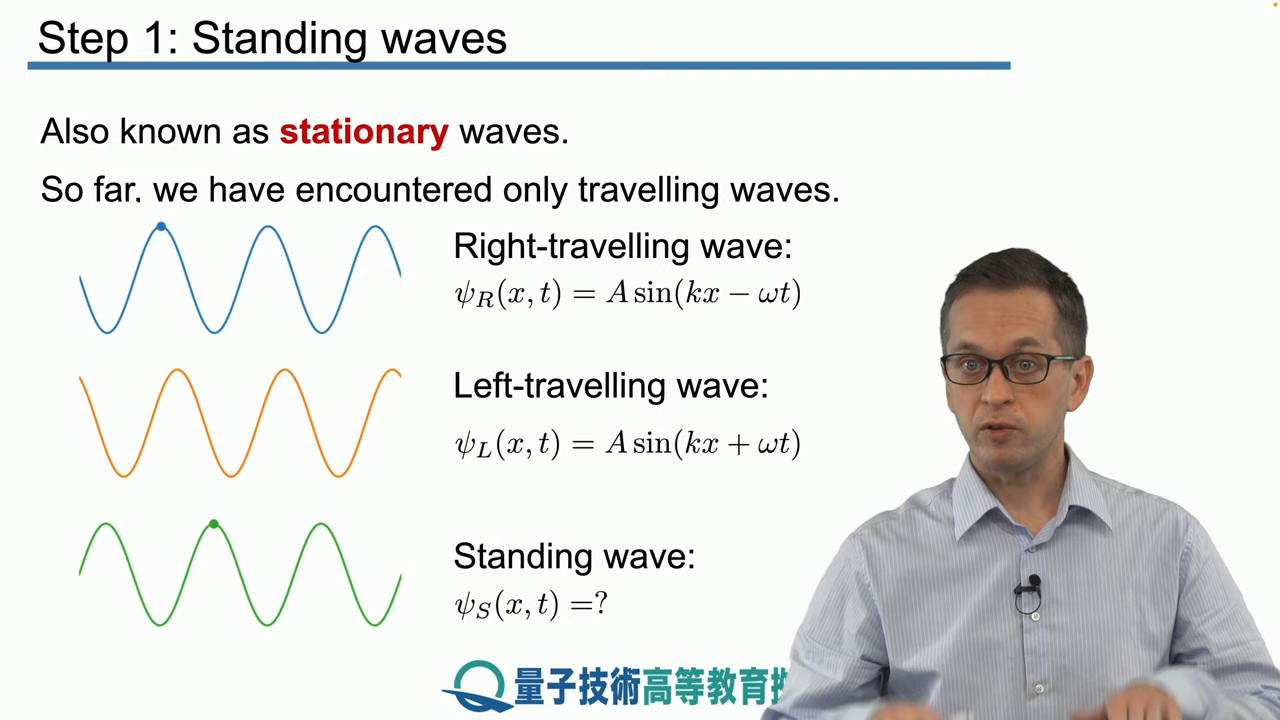 Step 1: Standing waves
Also known as stationary waves.
So far, we have encountered only travelling waves.
Right-travelling wave:
ψ_R(x, t) = A sin(kx − ωt)
Left-travelling wave:
ψ_L(x, t) = A sin(kx + ωt)
Standing wave:
ψ_S(x, t) =?
量子技術高等教育